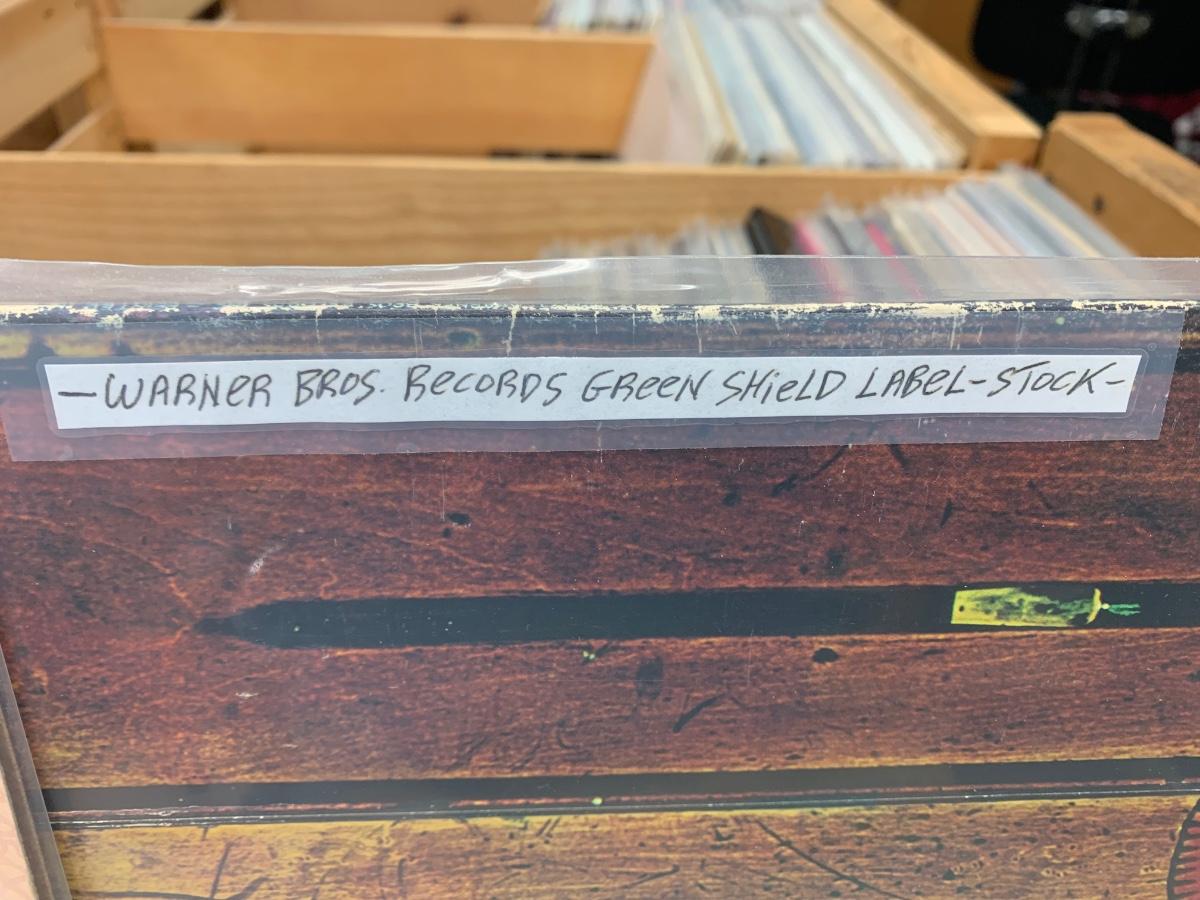 -WARNER BROS. RECORDS GREEN SHIELD LABEL-STOCK-